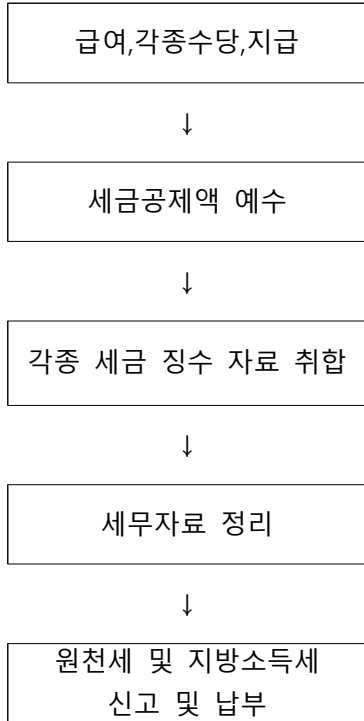 급여,각종수당,지급
↓
세금공제액 예수
↓
각종 세금 징수 자료 취합
↓
세무자료 정리
↓
원천세 및 지방소득세
신고 및 납부